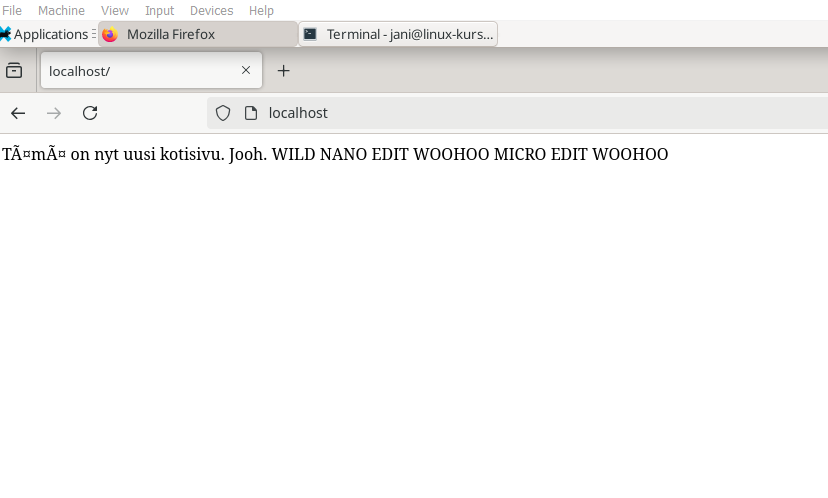 File Machine View Input Devices Help
Applications Mozilla Firefox Terminal - jani@linux-kurs...
localhost/
localhost
TÃ¤mÃ¤ on nyt uusi kotisivu. Jooh. WILD NANO EDIT WOOHOO MICRO EDIT WOOHOO